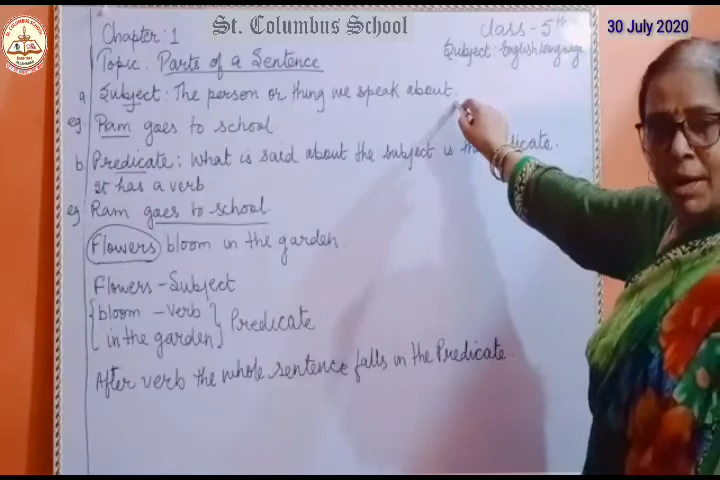 St. Columbus School
30 July 2020
Chapter: 1
Class - 5th
Subject: English Language
Topic. Parts of a Sentence
a Subject: The person or thing we speak about.
eg Ram goes to school
b. Predicate: What is said about the subject is the
It has a verb
eg Ram goes to school
Flowers bloom in the garden
Flowers - Subject
bloom - verb
in the garden Predicate
After verb the whole sentence falls in the Predicate.